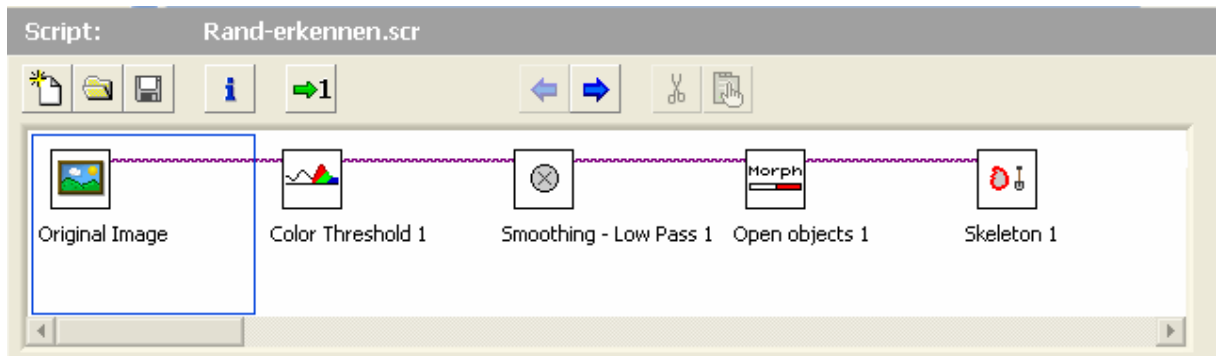 Script: Rand-erkennen.scr
1
Morph
Original Image
Color Threshold 1
Smoothing - Low Pass 1
Open objects 1
Skeleton 1